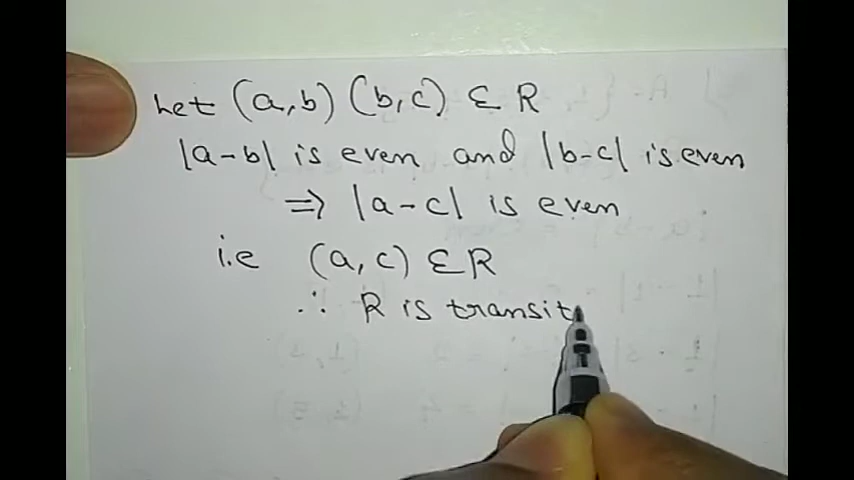 Let (a,b) (b,c) ∈ R
|a-b| is even and |b-c| is even
⇒ |a-c| is even
i.e (a,c) ∈ R
∴ R is transit